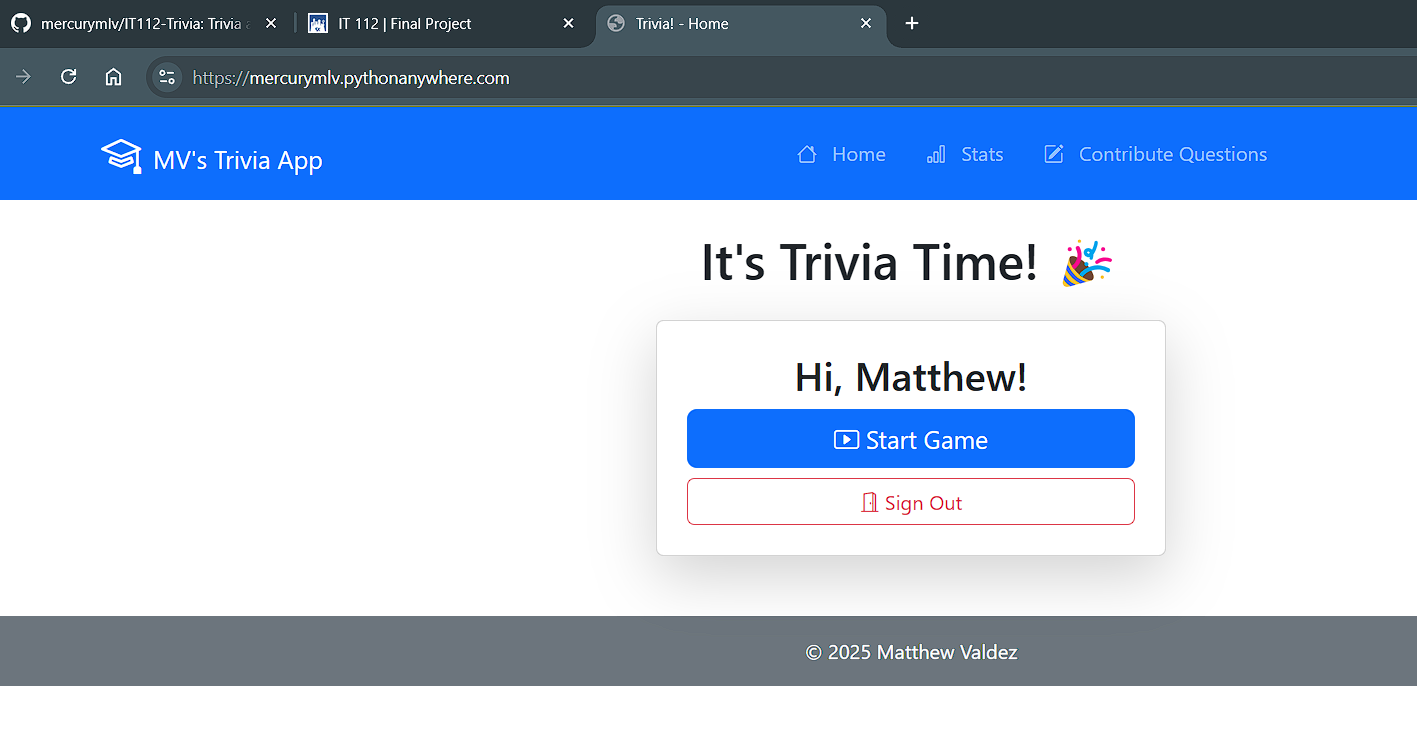 mercurymlv/IT112-Trivia: Trivia
IT 112 | Final Project
Trivia! - Home
https://mercurymlv.pythonanywhere.com
MV's Trivia App
Home
Stats
Contribute Questions
It's Trivia Time! 🎉
Hi, Matthew!
Start Game
Sign Out
© 2025 Matthew Valdez